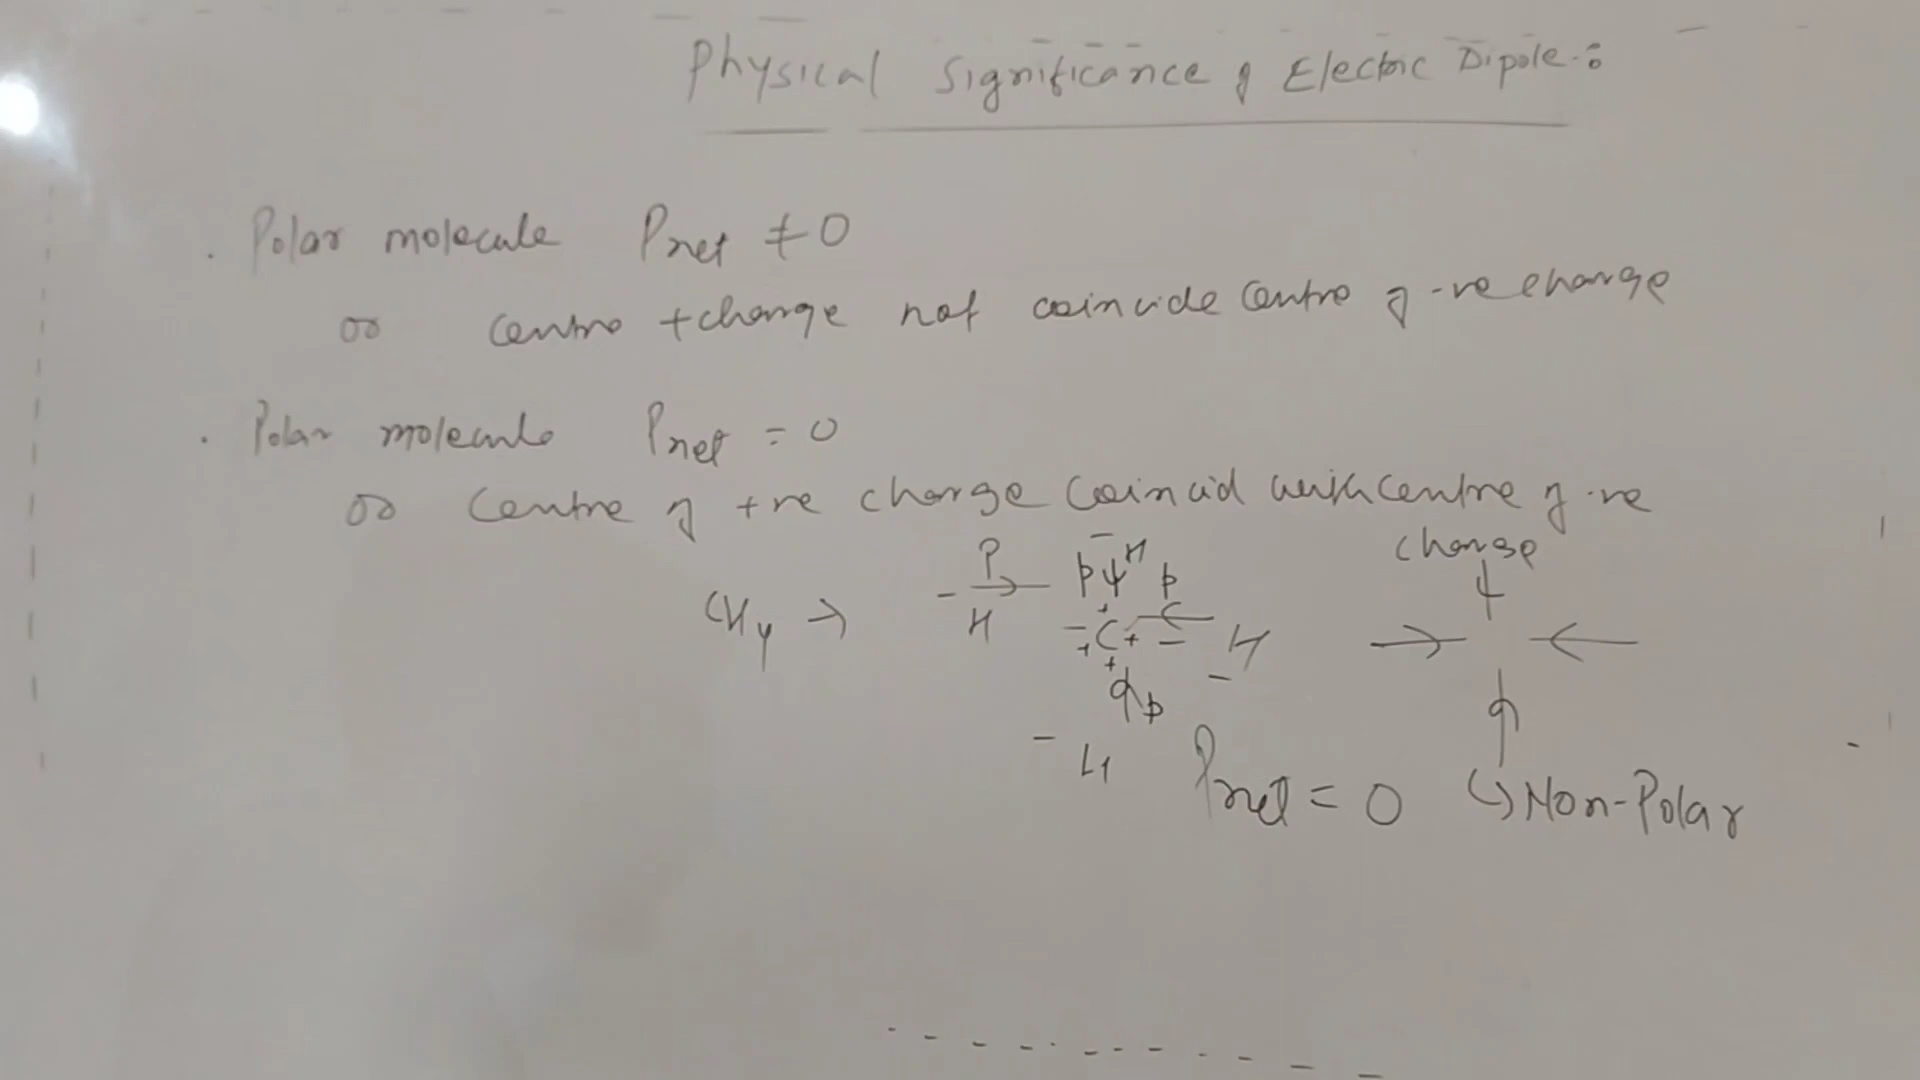 Physical Significance of Electric Dipole :
. Polar molecule Pnet ≠ 0
or centre + charge not coincide centre of -ve charge
. Polar molecule Pnet = 0
or centre of +ve charge coincid with centre of -ve charge
CH4 → - P H - p H p
- C + - H
+ + + p -
- H Pnet = 0 ↳ Non-Polar